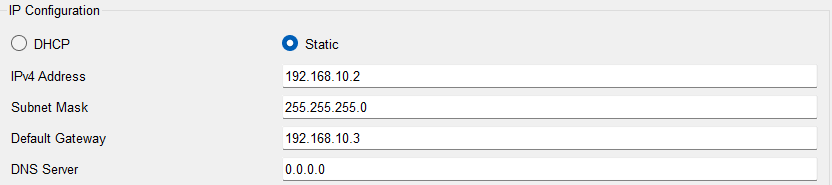 IP Configuration
DHCP Static
IPv4 Address 192.168.10.2
Subnet Mask 255.255.255.0
Default Gateway 192.168.10.3
DNS Server 0.0.0.0